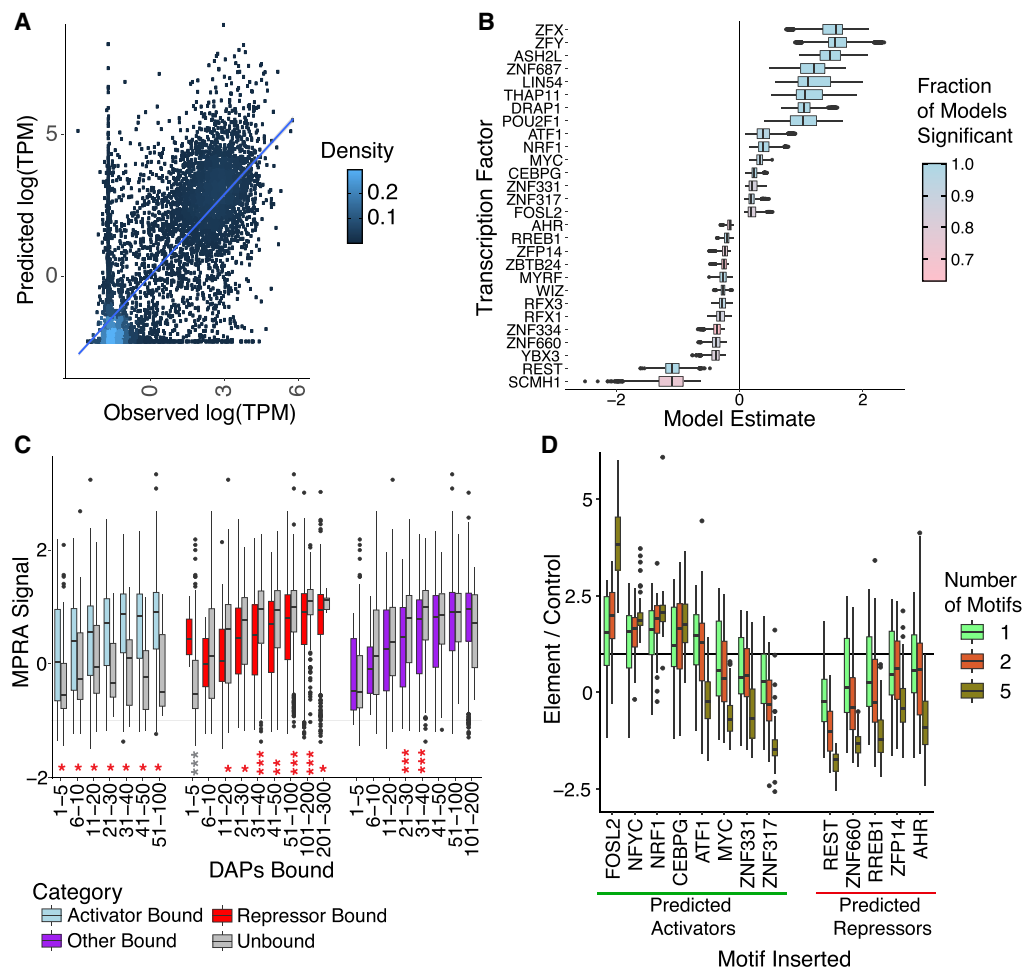 A
Predicted log(TPM)
5
0
0
3
6
Observed log(TPM)
Density
0.2
0.1
B
Transcription Factor
ZFX
ZFY
ASH2L
ZNF687
LIN54
THAP11
DRAP1
POU2F1
ATF1
NRF1
MYC
CEBPG
ZNF331
ZNF317
FOSL2
AHR
RREB1
ZFP14
ZBTB24
MYRF
WIZ
RFX3
RFX1
ZNF334
ZNF660
YBX3
REST
SCMH1
−2
0
2
Model Estimate
Fraction
of Models
Significant
1.0
0.9
0.8
0.7
C
MPRA Signal
2
0
−2
* * * * * * *
*** * * *** ** *** *** *
*** ***
1−5
6−10
11−20
21−30
31−40
41−50
51−100
1−5
6−10
11−20
21−30
31−40
41−50
51−100
101−200
201−300
1−5
6−10
11−20
21−30
31−40
41−50
51−100
101−200
DAPs Bound
Category
Activator Bound
Repressor Bound
Other Bound
Unbound
D
Element / Control
5
2.5
0
−2.5
FOSL2
NFYC
NRF1
CEBPG
ATF1
MYC
ZNF331
ZNF317
REST
ZNF660
RREB1
ZFP14
AHR
Predicted
Activators
Predicted
Repressors
Motif Inserted
Number
of Motifs
1
2
5